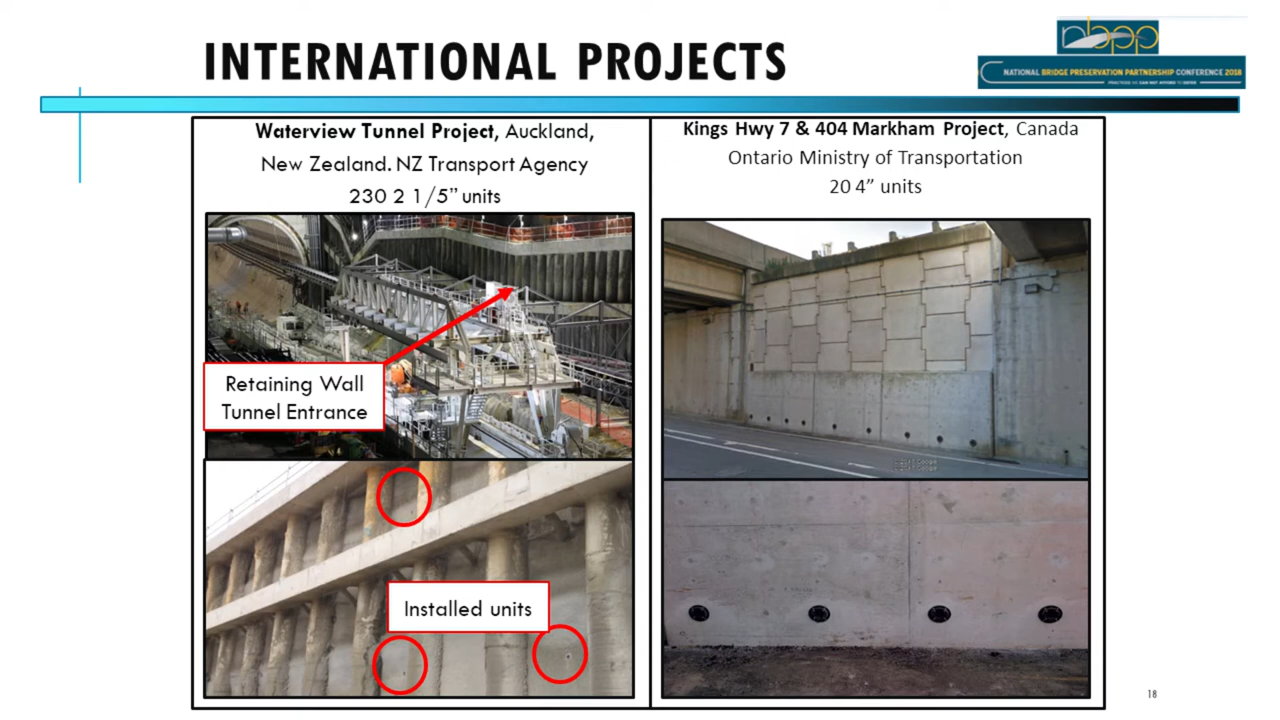 INTERNATIONAL PROJECTS
nbpp
NATIONAL BRIDGE PRESERVATION PARTNERSHIP CONFERENCE 2018
Waterview Tunnel Project, Auckland,
New Zealand. NZ Transport Agency
230 2 1/5” units
Retaining Wall
Tunnel Entrance
Installed units
Kings Hwy 7 & 404 Markham Project, Canada
Ontario Ministry of Transportation
20 4” units
18